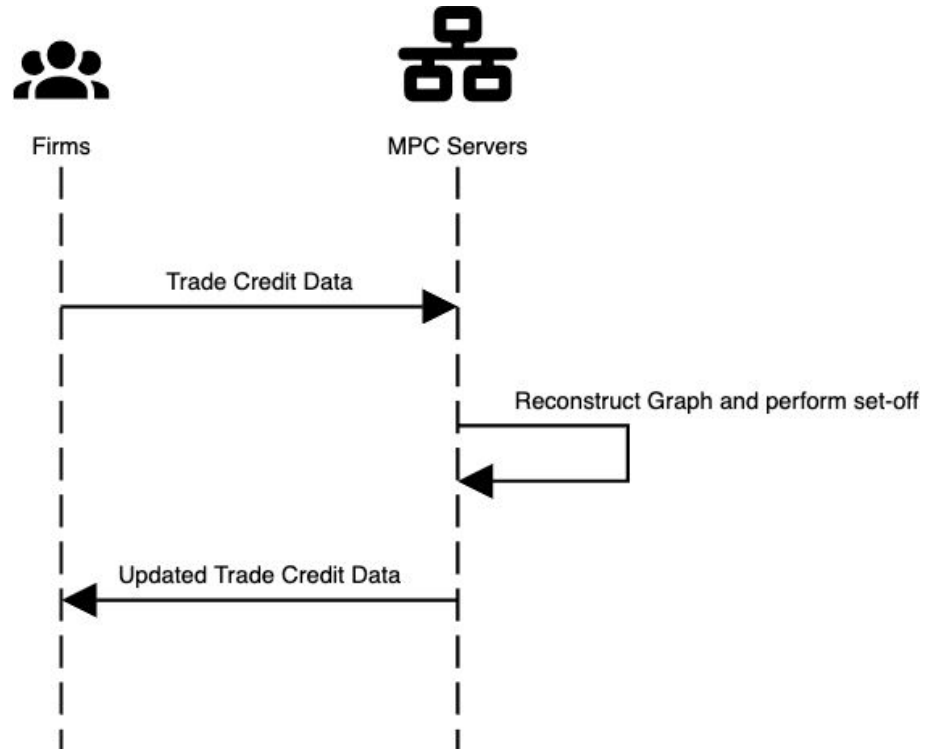 Firms
MPC Servers
Trade Credit Data
Reconstruct Graph and perform set-off
Updated Trade Credit Data